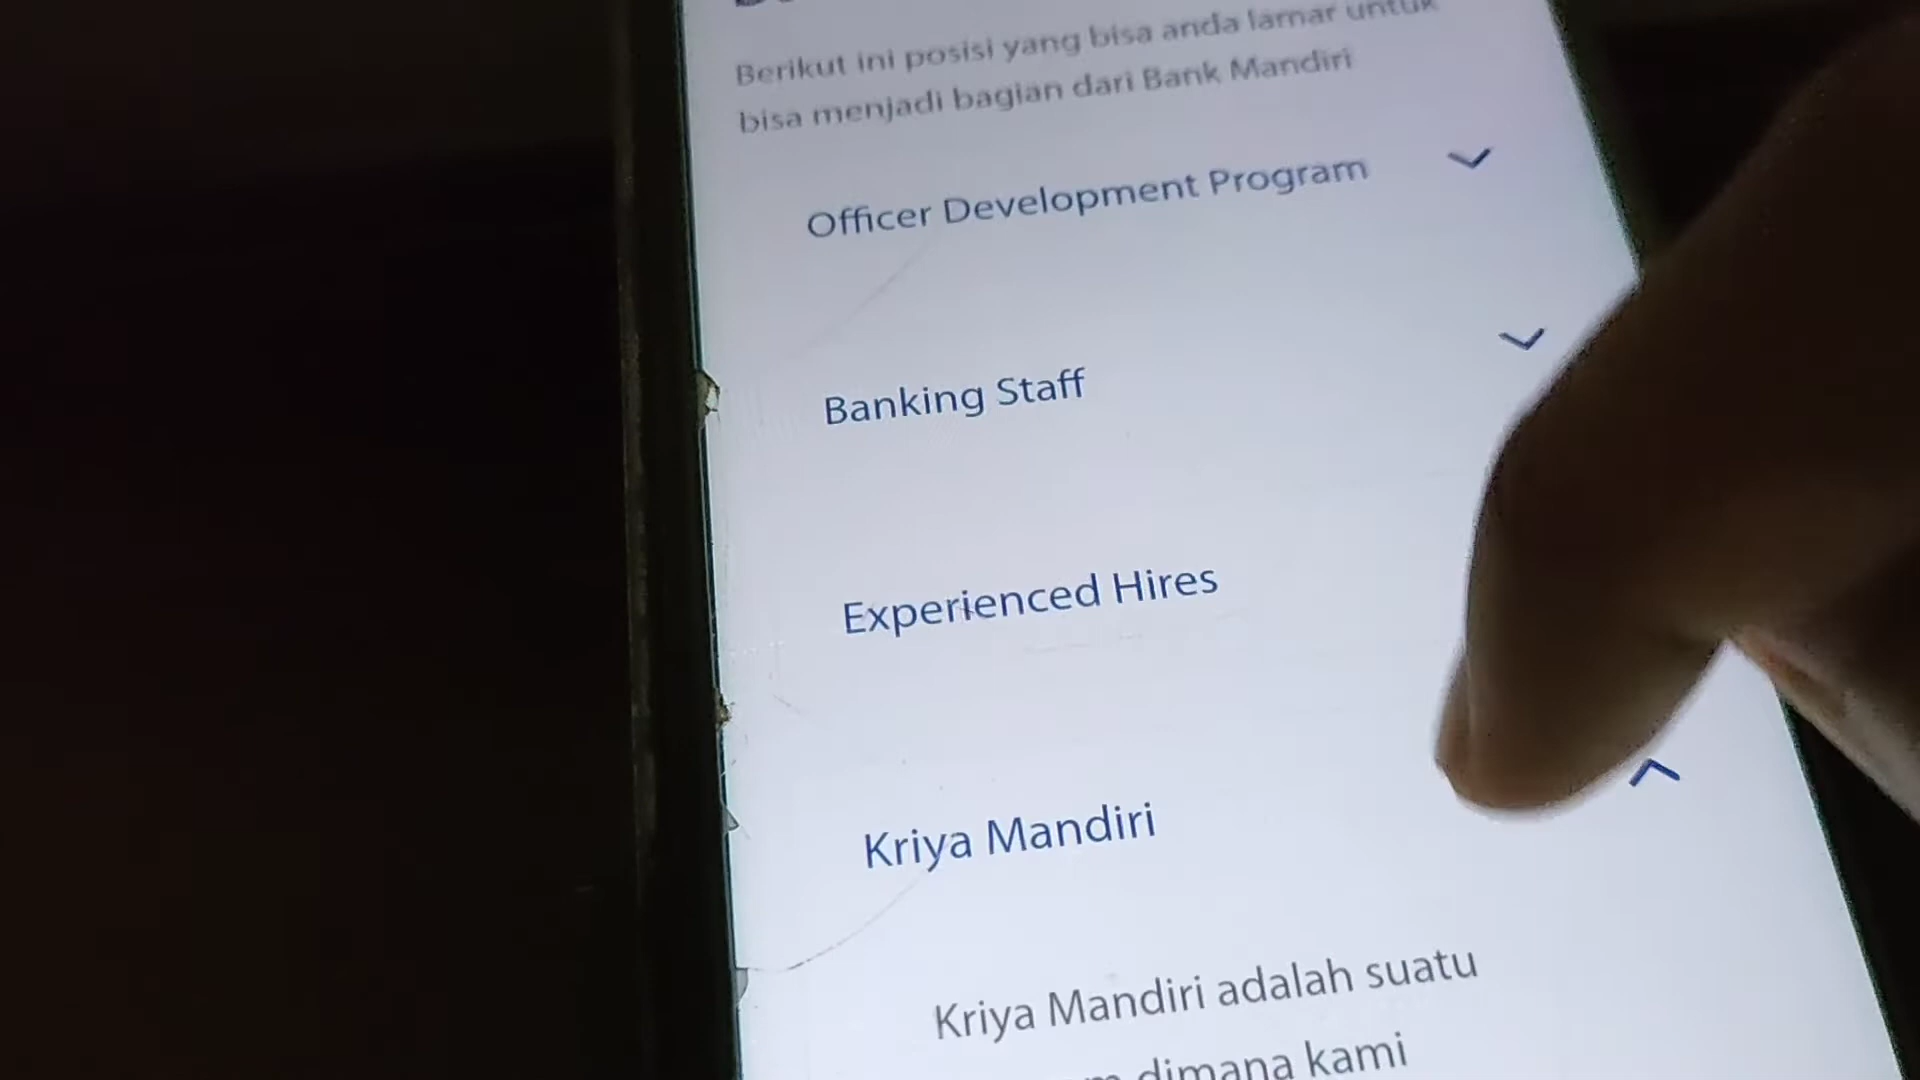 Berikut ini posisi yang bisa anda lamar untuk
bisa menjadi bagian dari Bank Mandiri
Officer Development Program
Banking Staff
Experienced Hires
Kriya Mandiri
Kriya Mandiri adalah suatu
dimana kami